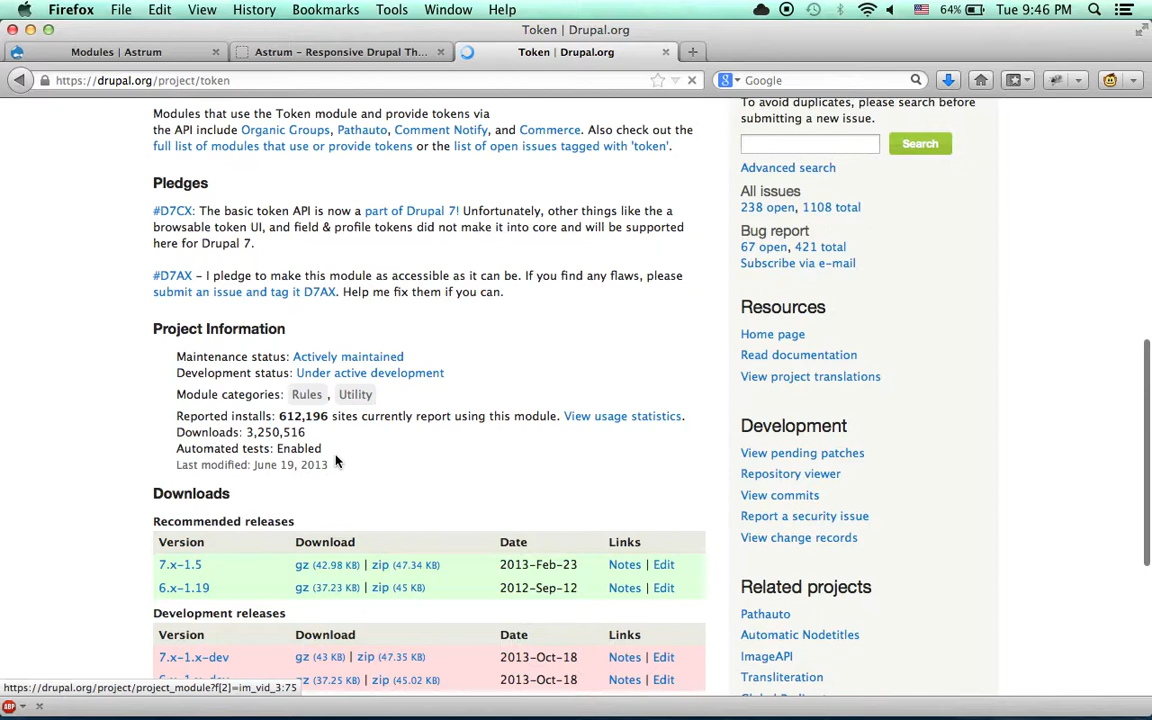 Firefox File Edit View History Bookmarks Tools Window Help 64% Tue 9:46 PM
Token | Drupal.org
Modules | Astrum Astrum – Responsive Drupal Th... Token | Drupal.org
https://drupal.org/project/token Google
Modules that use the Token module and provide tokens via
the API include Organic Groups, Pathauto, Comment Notify, and Commerce. Also check out the
full list of modules that use or provide tokens or the list of open issues tagged with 'token'.
Pledges
#D7CX: The basic token API is now a part of Drupal 7! Unfortunately, other things like the a
browsable token UI, and field & profile tokens did not make it into core and will be supported
here for Drupal 7.
#D7AX – I pledge to make this module as accessible as it can be. If you find any flaws, please
submit an issue and tag it D7AX. Help me fix them if you can.
Project Information
Maintenance status: Actively maintained
Development status: Under active development
Module categories: Rules , Utility
Reported installs: 612,196 sites currently report using this module. View usage statistics.
Downloads: 3,250,516
Automated tests: Enabled
Last modified: June 19, 2013
Downloads
Recommended releases
Version Download Date Links
7.x-1.5 gz (42.98 KB) | zip (47.34 KB) 2013-Feb-23 Notes | Edit
6.x-1.19 gz (37.23 KB) | zip (45 KB) 2012-Sep-12 Notes | Edit
Development releases
Version Download Date Links
7.x-1.x-dev gz (43 KB) | zip (47.35 KB) 2013-Oct-18 Notes | Edit
gz (37.25 KB) | zip (45.02 KB) 2013-Oct-18 Notes | Edit
To avoid duplicates, please search before
submitting a new issue.
Search
Advanced search
All issues
238 open, 1108 total
Bug report
67 open, 421 total
Subscribe via e-mail
Resources
Home page
Read documentation
View project translations
Development
View pending patches
Repository viewer
View commits
Report a security issue
View change records
Related projects
Pathauto
Automatic Nodetitles
ImageAPI
Transliteration
https://drupal.org/project/project_module?f[2]=im_vid_3:75
ABP